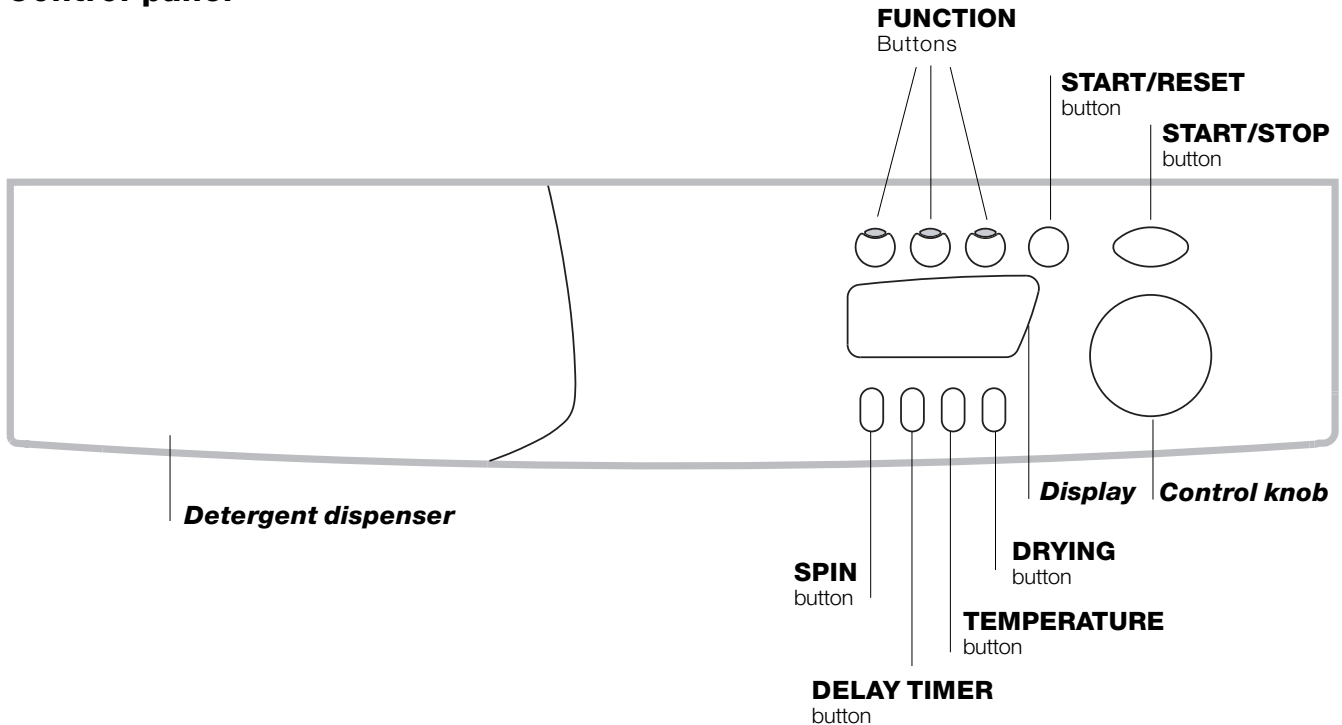 Control panel
FUNCTION
Buttons
START/RESET
button
START/STOP
button
Detergent dispenser
Display
Control knob
SPIN
button
DRYING
button
TEMPERATURE
button
DELAY TIMER
button